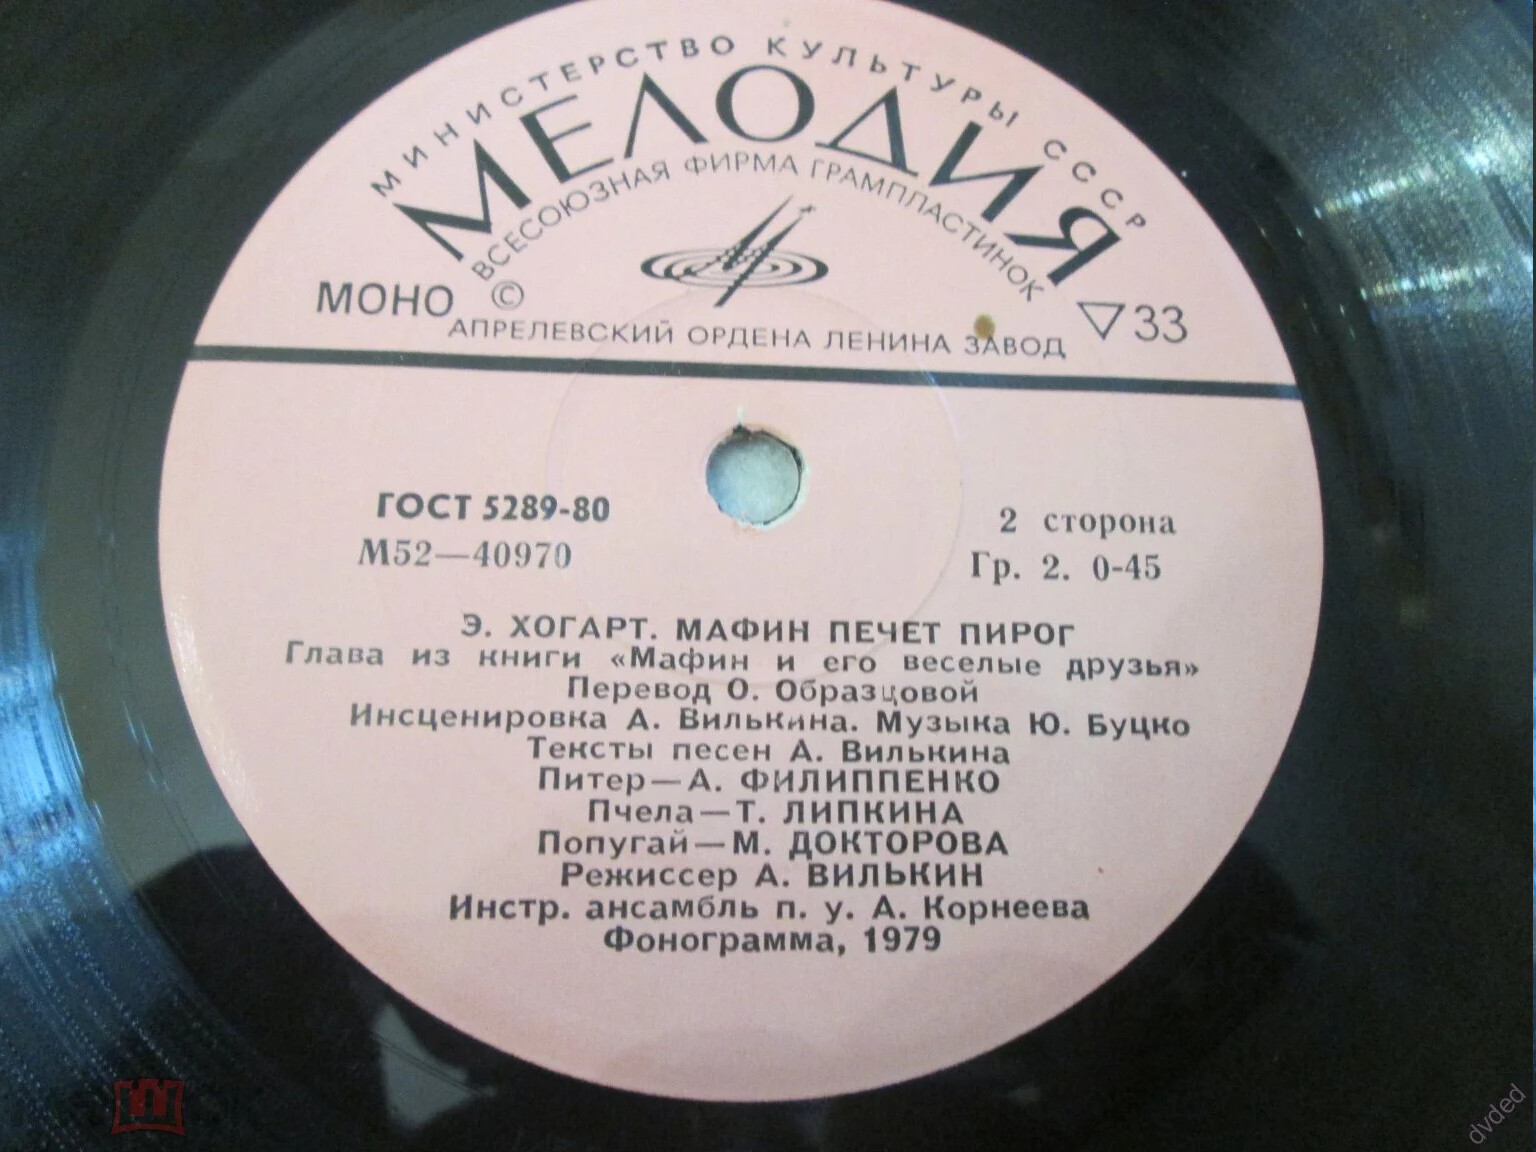 МИНИСТЕРСТВО КУЛЬТУРЫ СССР
МЕЛОДИЯ
ВСЕСОЮЗНАЯ ФИРМА ГРАМПЛАСТИНОК
МОНО © ▽33
АПРЕЛЕВСКИЙ ОРДЕНА ЛЕНИНА ЗАВОД
ГОСТ 5289-80
М52—40970
2 сторона
Гр. 2. 0-45
Э. ХОГАРТ. МАФИН ПЕЧЕТ ПИРОГ
Глава из книги «Мафин и его веселые друзья»
Перевод О. Образцовой
Инсценировка А. Вилькина. Музыка Ю. Буцко
Тексты песен А. Вилькина
Питер—А. ФИЛИППЕНКО
Пчела—Т. ЛИПКИНА
Попугай—М. ДОКТОРОВА
Режиссер А. ВИЛЬКИН
Инстр. ансамбль п. у. А. Корнеева
Фонограмма, 1979
dvded